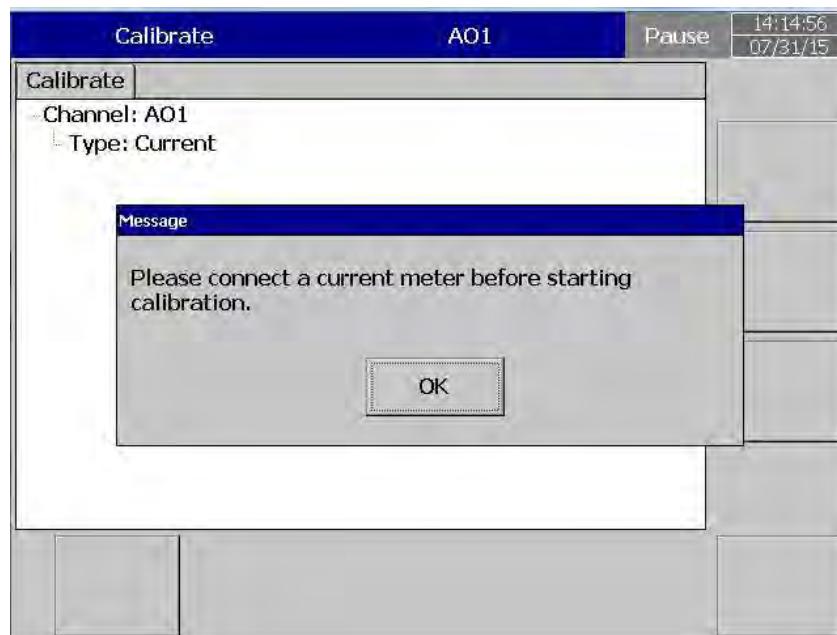 Calibrate AO1 Pause 14:14:56
07/31/15
Calibrate
Channel: AO1
Type: Current
Message
Please connect a current meter before starting
calibration.
OK